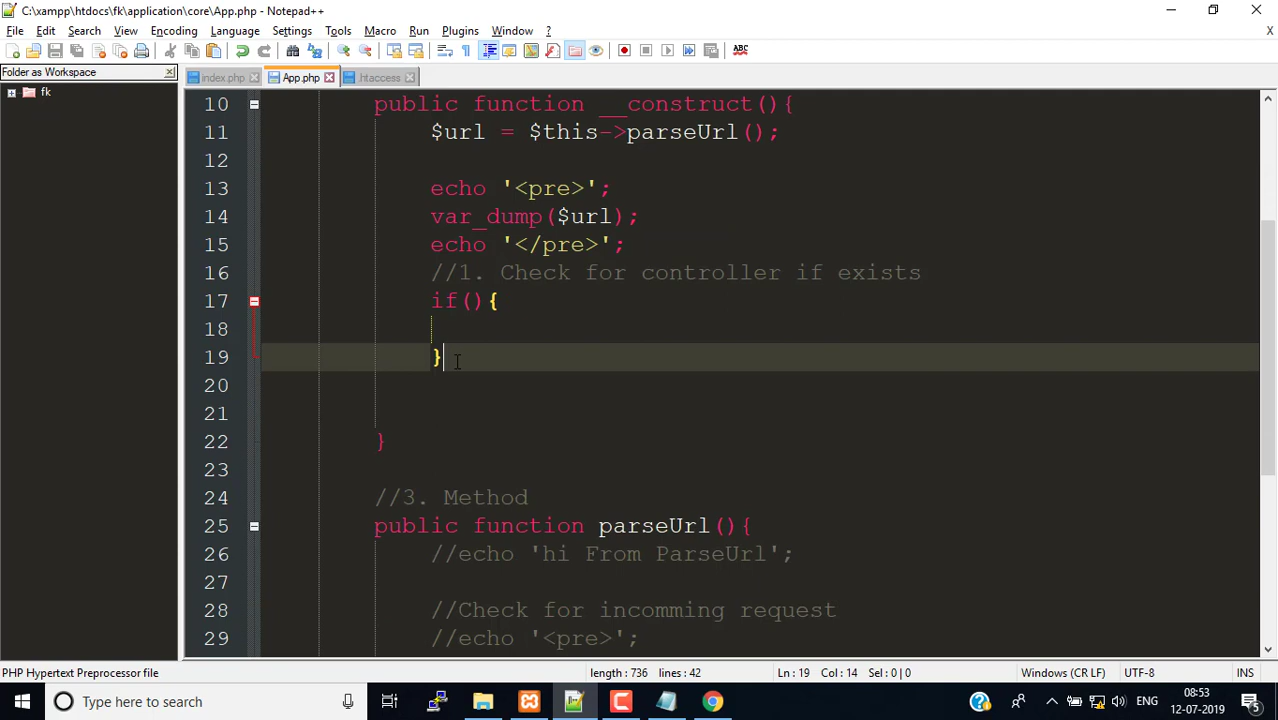 C:\xampp\htdocs\fk\application\core\App.php - Notepad++
File Edit Search View Encoding Language Settings Tools Macro Run Plugins Window ?
X
ABC
Folder as Workspace
index.php App.php .htaccess
fk
10 public function __construct(){
11 $url = $this->parseUrl();
12
13 echo '<pre>';
14 var_dump($url);
15 echo '</pre>';
16 //1. Check for controller if exists
17 if(){
18
19 }
20
21
22 }
23
24 //3. Method
25 public function parseUrl(){
26 //echo 'hi From ParseUrl';
27
28 //Check for incomming request
29 //echo '<pre>';
PHP Hypertext Preprocessor file length : 736 lines : 42 Ln : 19 Col : 14 Sel : 0 | 0 Windows (CR LF) UTF-8 INS
Type here to search
ENG
08:53
12-07-2019
5